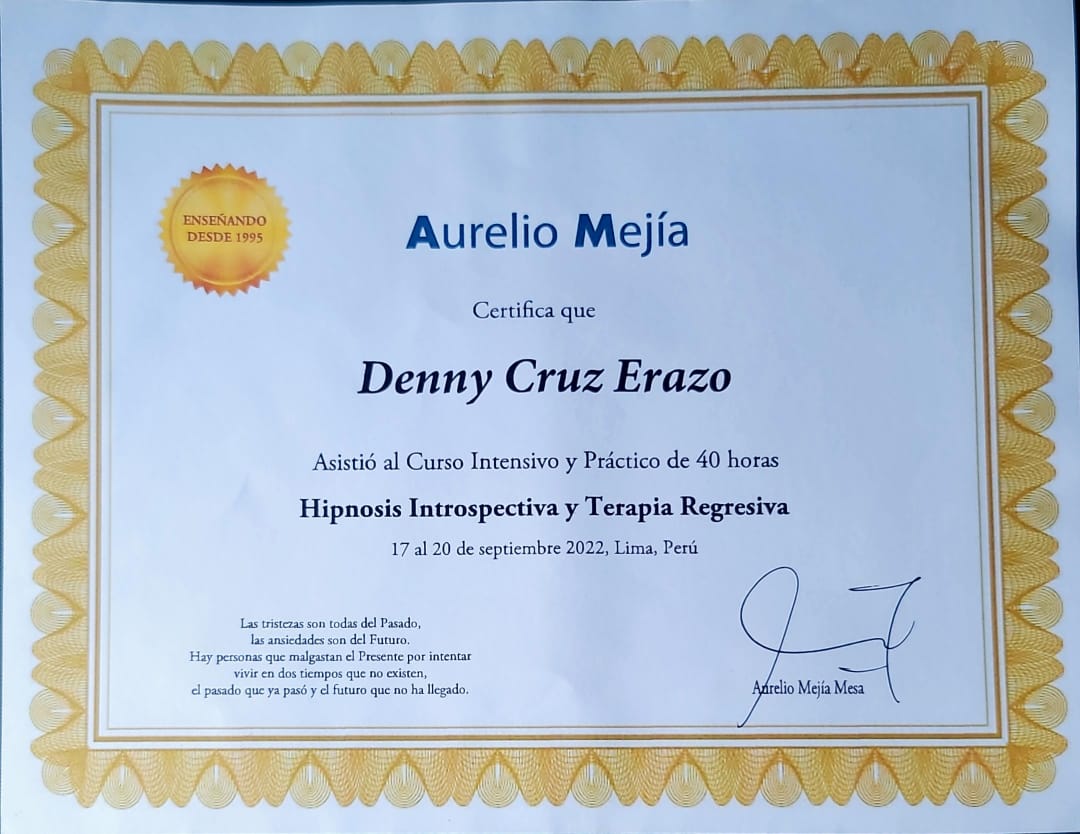 ENSEÑANDO
DESDE 1995
Aurelio Mejía
Certifica que
Denny Cruz Erazo
Asistió al Curso Intensivo y Práctico de 40 horas
Hipnosis Introspectiva y Terapia Regresiva
17 al 20 de septiembre 2022, Lima, Perú
Las tristezas son todas del Pasado,
las ansiedades son del Futuro.
Hay personas que malgastan el Presente por intentar
vivir en dos tiempos que no existen,
el pasado que ya pasó y el futuro que no ha llegado.
Aurelio Mejía Mesa